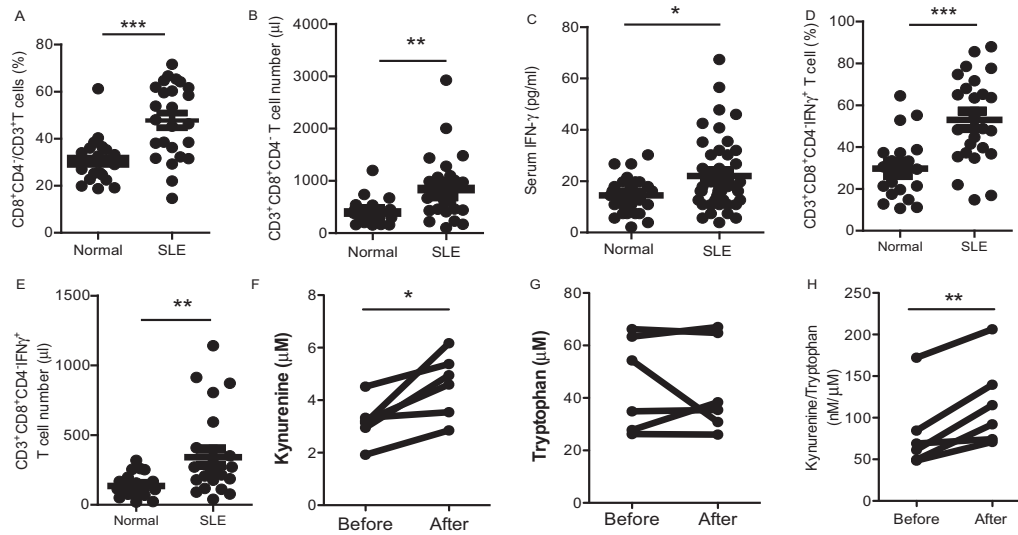 A
***
CD8+CD4-/CD3+T cells (%)
80
60
40
20
0
Normal
SLE
B
**
CD3+CD8+CD4- T cell number (µl)
4000
3000
2000
1000
500
0
Normal
SLE
C
*
Serum IFN-γ (pg/ml)
80
60
40
20
0
Normal
SLE
D
***
CD3+CD8+CD4-IFNγ+ T cell (%)
100
80
60
40
20
0
Normal
SLE
E
**
CD3+CD8+CD4-IFNγ+
T cell number (µl)
1500
1000
500
0
Normal
SLE
F
*
Kynurenine (µM)
8
6
4
2
0
Before
After
G
Tryptophan (µM)
80
60
40
20
0
Before
After
H
**
Kynurenine/Tryptophan
(nM/ µM)
250
200
150
100
50
0
Before
After